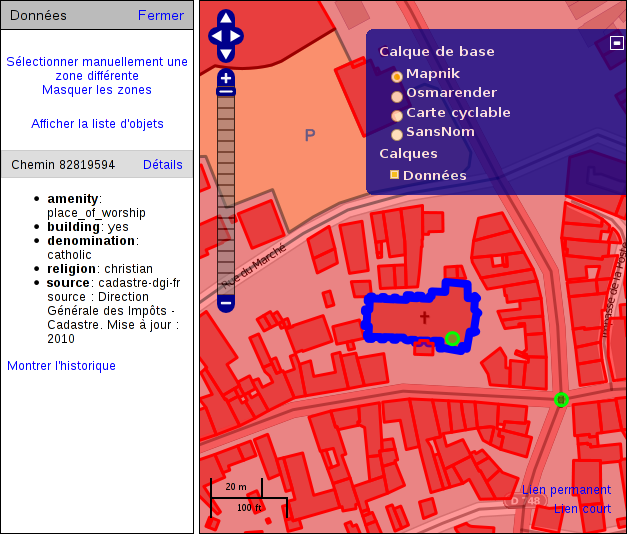 Données Fermer
Sélectionner manuellement une
zone différente
Masquer les zones
Afficher la liste d'objets
Chemin 82819594 Détails
• amenity:
place_of_worship
• building: yes
• denomination:
catholic
• religion: christian
• source: cadastre-dgi-fr
source : Direction
Générale des Impôts -
Cadastre. Mise à jour :
2010
Montrer l'historique
Calque de base
Mapnik
Osmarender
Carte cyclable
SansNom
Calques
Données
P
Rue du Marché
Impasse de la Poste
20 m
100 ft
Lien permanent
D 748
Lien court